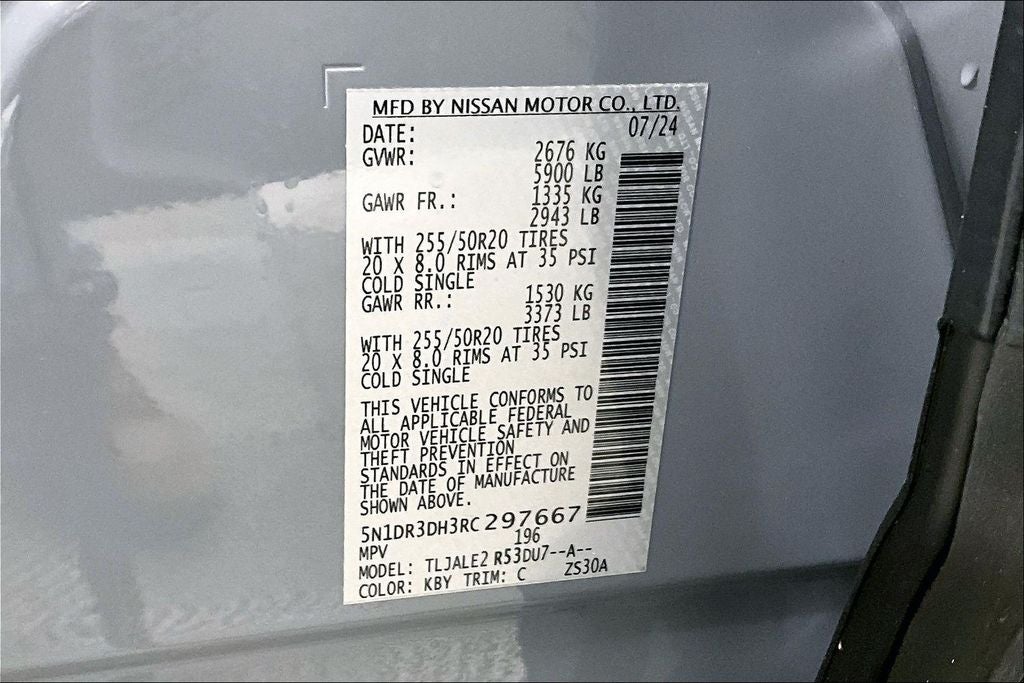 MFD BY NISSAN MOTOR CO., LTD.
DATE: 07/24
GVWR: 2676 KG
5900 LB
GAWR FR.: 1335 KG
2943 LB
WITH 255/50R20 TIRES
20 X 8.0 RIMS AT 35 PSI
COLD SINGLE
GAWR RR.: 1530 KG
3373 LB
WITH 255/50R20 TIRES
20 X 8.0 RIMS AT 35 PSI
COLD SINGLE
THIS VEHICLE CONFORMS TO
ALL APPLICABLE FEDERAL
MOTOR VEHICLE SAFETY AND
THEFT PREVENTION
STANDARDS IN EFFECT ON
THE DATE OF MANUFACTURE
SHOWN ABOVE.
5N1DR3DH3RC297667
MPV 196
MODEL: TLJALE2 R53DU7--A--
COLOR: KBY TRIM: C ZS30A